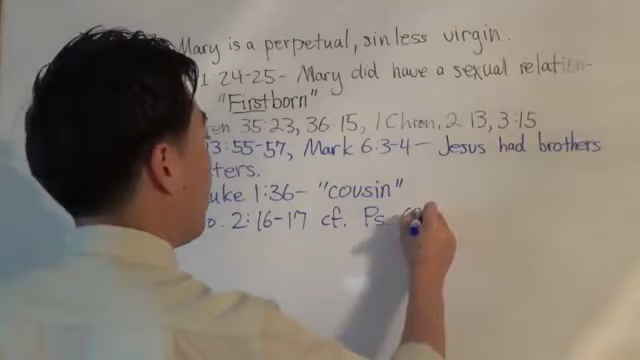 Mary is a perpetual, sinless virgin.
1:24-25- Mary did have a sexual relation-
"Firstborn"
en 35:23, 36:15, 1 Chron. 2:13, 3:15
13:55-57, Mark 6:3-4- Jesus had brothers
ters.
uke 1:36- "cousin"
o. 2:16-17 cf. Ps.